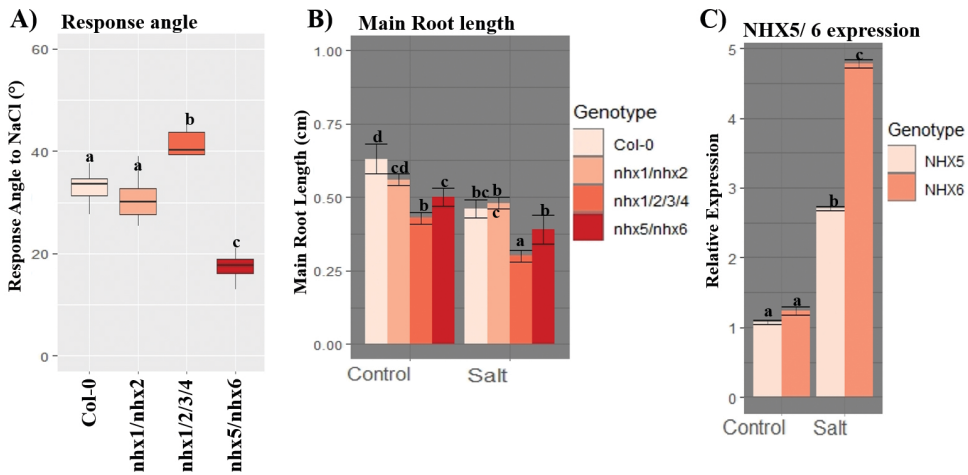 A)
Response angle
Response Angle to NaCl (°)
60
40
20
0
a
a
b
c
Col-0
nhx1/nhx2
nhx1/2/3/4
nhx5/nhx6
B)
Main Root length
Main Root Length (cm)
1.00
0.75
0.50
0.25
0.00
d
cd
b
c
bc
b
c
a
b
Control
Salt
Genotype
Col-0
nhx1/nhx2
nhx1/2/3/4
nhx5/nhx6
C)
NHX5/ 6 expression
Relative Expression
5
4
3
2
1
0
a
a
b
c
Control
Salt
Genotype
NHX5
NHX6